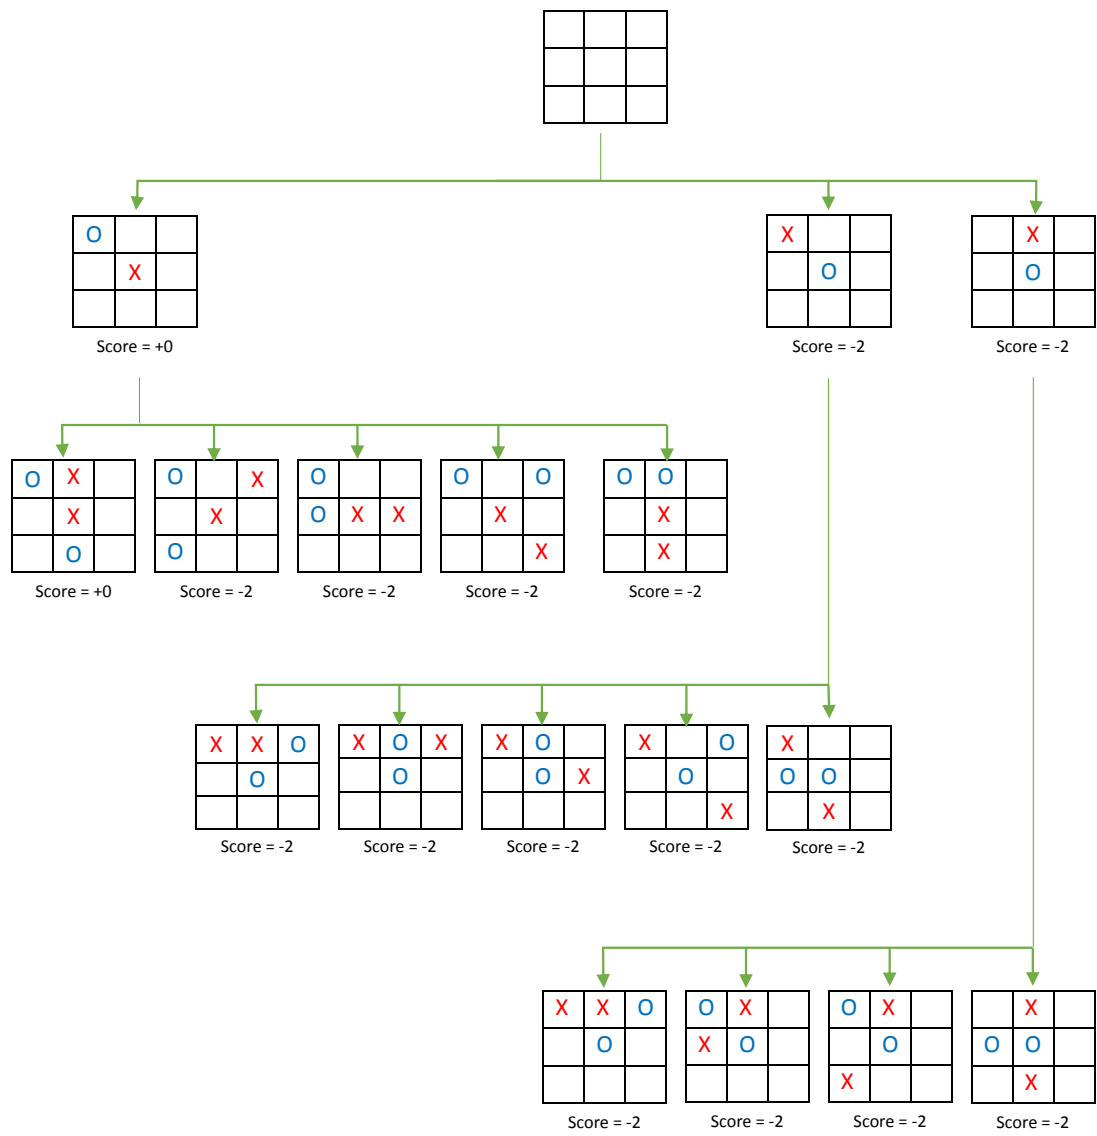 O
X
Score = +0
X
O
Score = -2
X
O
Score = -2
O X
X
O
Score = +0
O X
X
O
Score = -2
O
O X X
Score = -2
O O
X
X
Score = -2
O O
X
X
Score = -2
X X O
O
Score = -2
X O X
O
Score = -2
X O
O X
Score = -2
X O
O
X
Score = -2
X
O O
X
Score = -2
X X O
O
Score = -2
O X
X O
Score = -2
O X
O
X
Score = -2
X
O O
X
Score = -2